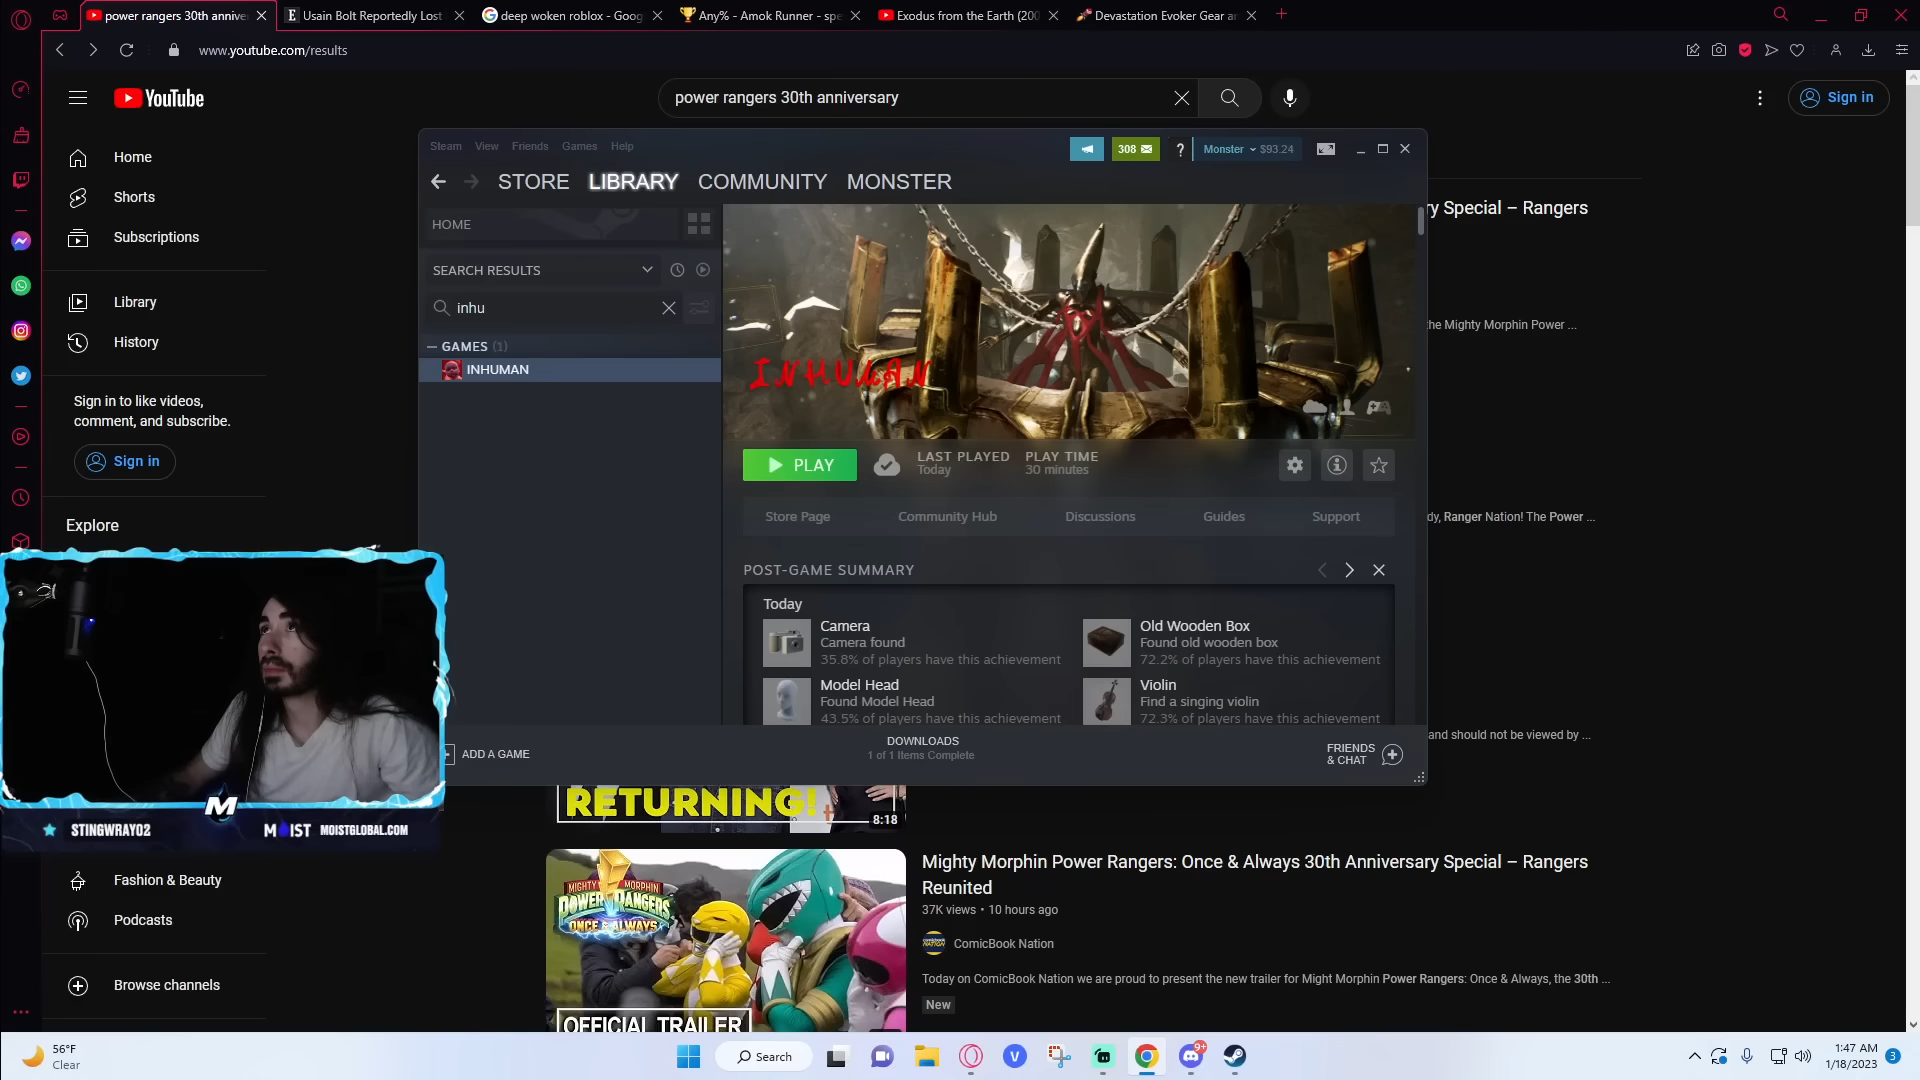 power rangers 30th annive
Usain Bolt Reportedly Lost
deep woken roblox - Goog
Any% - Amok Runner - spe
Exodus from the Earth (200
Devastation Evoker Gear a
www.youtube.com/results
YouTube
power rangers 30th anniversary
Sign in
Home
Shorts
Subscriptions
Library
History
Sign in to like videos,
comment, and subscribe.
Sign in
Explore
Steam View Friends Games Help
308
Monster $93.24
STORE LIBRARY COMMUNITY MONSTER
HOME
SEARCH RESULTS
inhu
GAMES (1)
INHUMAN
INHUMAN
PLAY
LAST PLAYED
Today
PLAY TIME
30 minutes
Store Page
Community Hub
Discussions
Guides
Support
POST-GAME SUMMARY
Today
Camera
Camera found
35.8% of players have this achievement
Old Wooden Box
Found old wooden box
72.2% of players have this achievement
Model Head
Found Model Head
43.5% of players have this achievement
Violin
Find a singing violin
72.3% of players have this achievement
ADD A GAME
DOWNLOADS
1 of 1 Items Complete
FRIENDS
& CHAT
ry Special – Rangers
the Mighty Morphin Power ...
dy, Ranger Nation! The Power ...
and should not be viewed by ...
M
STINGWRAY02
MOIST
MOISTGLOBAL.COM
Fashion & Beauty
Podcasts
Browse channels
RETURNING!
8:18
MIGHTY MORPHIN
POWER RANGERS
ONCE & ALWAYS
OFFICIAL TRAILER
Mighty Morphin Power Rangers: Once & Always 30th Anniversary Special – Rangers
Reunited
37K views • 10 hours ago
ComicBook Nation
Today on ComicBook Nation we are proud to present the new trailer for Might Morphin Power Rangers: Once & Always, the 30th ...
New
56°F
Clear
Search
9+
1:47 AM
1/18/2023
3